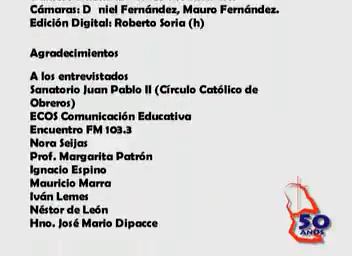 Cámaras: D niel Fernández, Mauro Fernández.
Edición Digital: Roberto Soria (h)
Agradecimientos
A los entrevistados
Sanatorio Juan Pablo II (Círculo Católico de
Obreros)
ECOS Comunicación Educativa
Encuentro FM 103.3
Nora Seijas
Prof. Margarita Patrón
Ignacio Espino
Mauricio Marra
Iván Lemes
Néstor de León
Hno. José Mario Dipacce
50
AÑOS